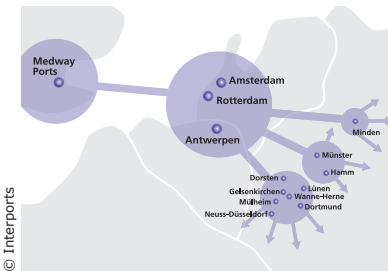 Medway
Ports
Amsterdam
Rotterdam
Antwerpen
Minden
Münster
Hamm
Dorsten
Gelsenkirchen
Lünen
Wanne-Herne
Mülheim
Dortmund
Neuss-Düsseldorf
© Interports